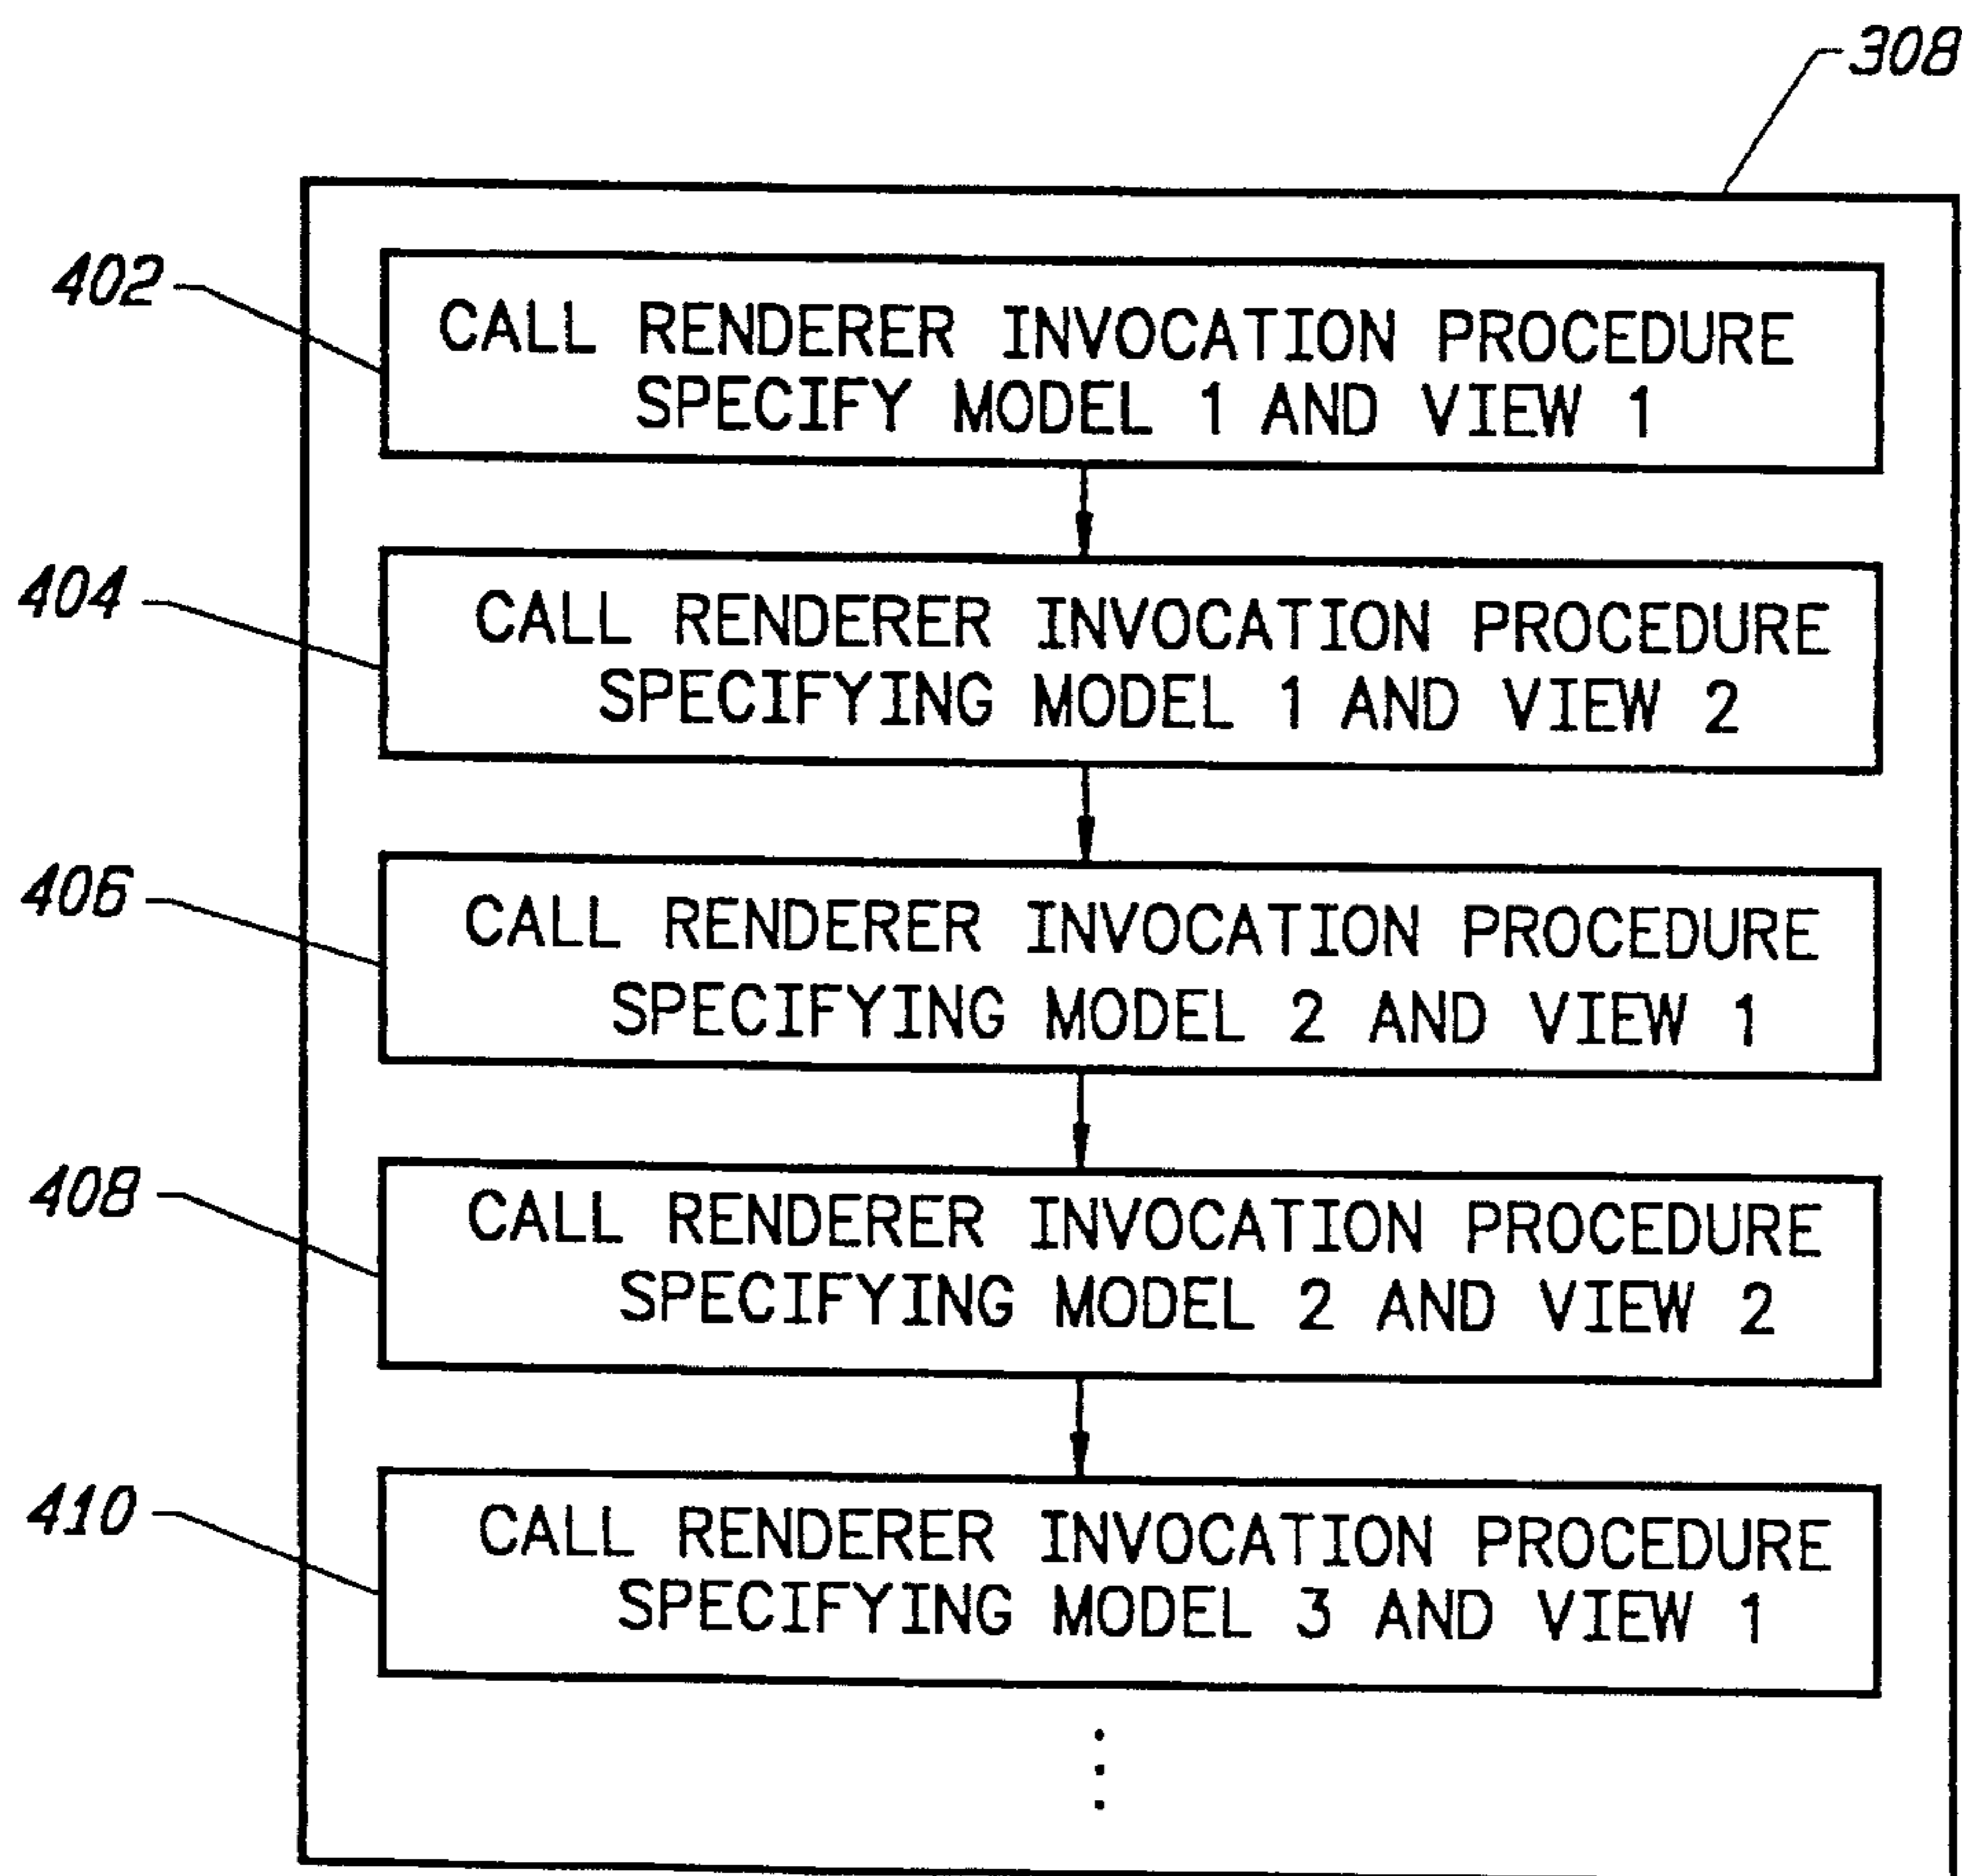 308
402
CALL RENDERER INVOCATION PROCEDURE
SPECIFY MODEL 1 AND VIEW 1
404
CALL RENDERER INVOCATION PROCEDURE
SPECIFYING MODEL 1 AND VIEW 2
406
CALL RENDERER INVOCATION PROCEDURE
SPECIFYING MODEL 2 AND VIEW 1
408
CALL RENDERER INVOCATION PROCEDURE
SPECIFYING MODEL 2 AND VIEW 2
410
CALL RENDERER INVOCATION PROCEDURE
SPECIFYING MODEL 3 AND VIEW 1